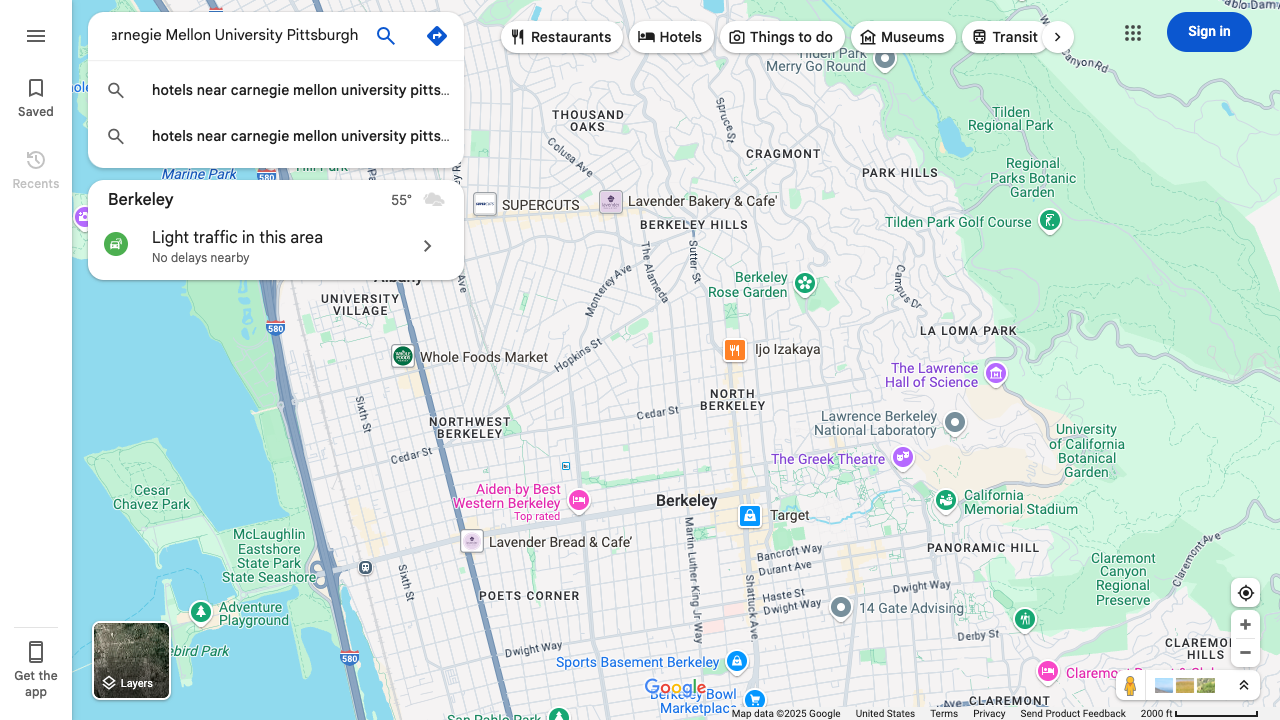 arnegie Mellon University Pittsburgh
hotels near carnegie mellon university pitts...
hotels near carnegie mellon university pitts...
Berkeley
55°
Light traffic in this area
No delays nearby
Saved
Recents
Get the
app
Layers
Restaurants
Hotels
Things to do
Museums
Transit
Sign in
Merry Go Round
Canyon Rd
THOUSAND
OAKS
Spruce St
Colusa Ave
CRAGMONT
PARK HILLS
Tilden
Regional Park
Regional
Parks Botanic
Garden
Tilden Park Golf Course
Marine Park
580
SUPERCUTS
Lavender Bakery & Cafe'
BERKELEY HILLS
The Alameda
Sutter St
Monterey Ave
Campus Dr
Berkeley
Rose Garden
UNIVERSITY
VILLAGE
580
LA LOMA PARK
Whole Foods Market
Hopkins St
Ijo Izakaya
The Lawrence
Hall of Science
Sixth St
NORTH
BERKELEY
NORTHWEST
BERKELEY
Cedar St
Cedar St
Lawrence Berkeley
National Laboratory
University
of California
Botanical
Garden
The Greek Theatre
Cesar
Chavez Park
Aiden by Best
Western Berkeley
Top rated
Berkeley
Target
California
Memorial Stadium
McLaughlin
Eastshore
State Park
State Seashore
Lavender Bread & Cafe'
Martin Luther King Jr Way
Bancroft Way
Durant Ave
PANORAMIC HILL
Claremont Ave
Claremont
Canyon
Regional
Preserve
Sixth St
POETS CORNER
Shattuck Ave
Haste St
Dwight Way
Dwight Way
14 Gate Advising
Adventure
Playground
Derby St
Dwight Way
580
Sports Basement Berkeley
Google
Berkeley Bowl
Marketplace
San Pablo Park
CLAREMONT
Map data ©2025 Google
United States
Terms
Privacy
Send Product Feedback
2000 ft